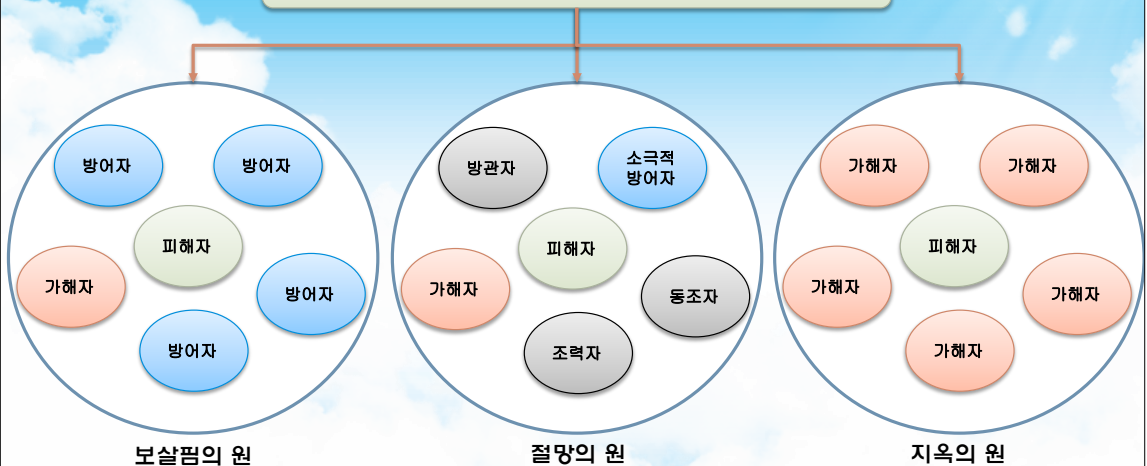 방어자
방어자
피해자
가해자
방어자
방어자
보살핌의 원
방관자
소극적
방어자
피해자
가해자
동조자
조력자
절망의 원
가해자
가해자
피해자
가해자
가해자
가해자
지옥의 원